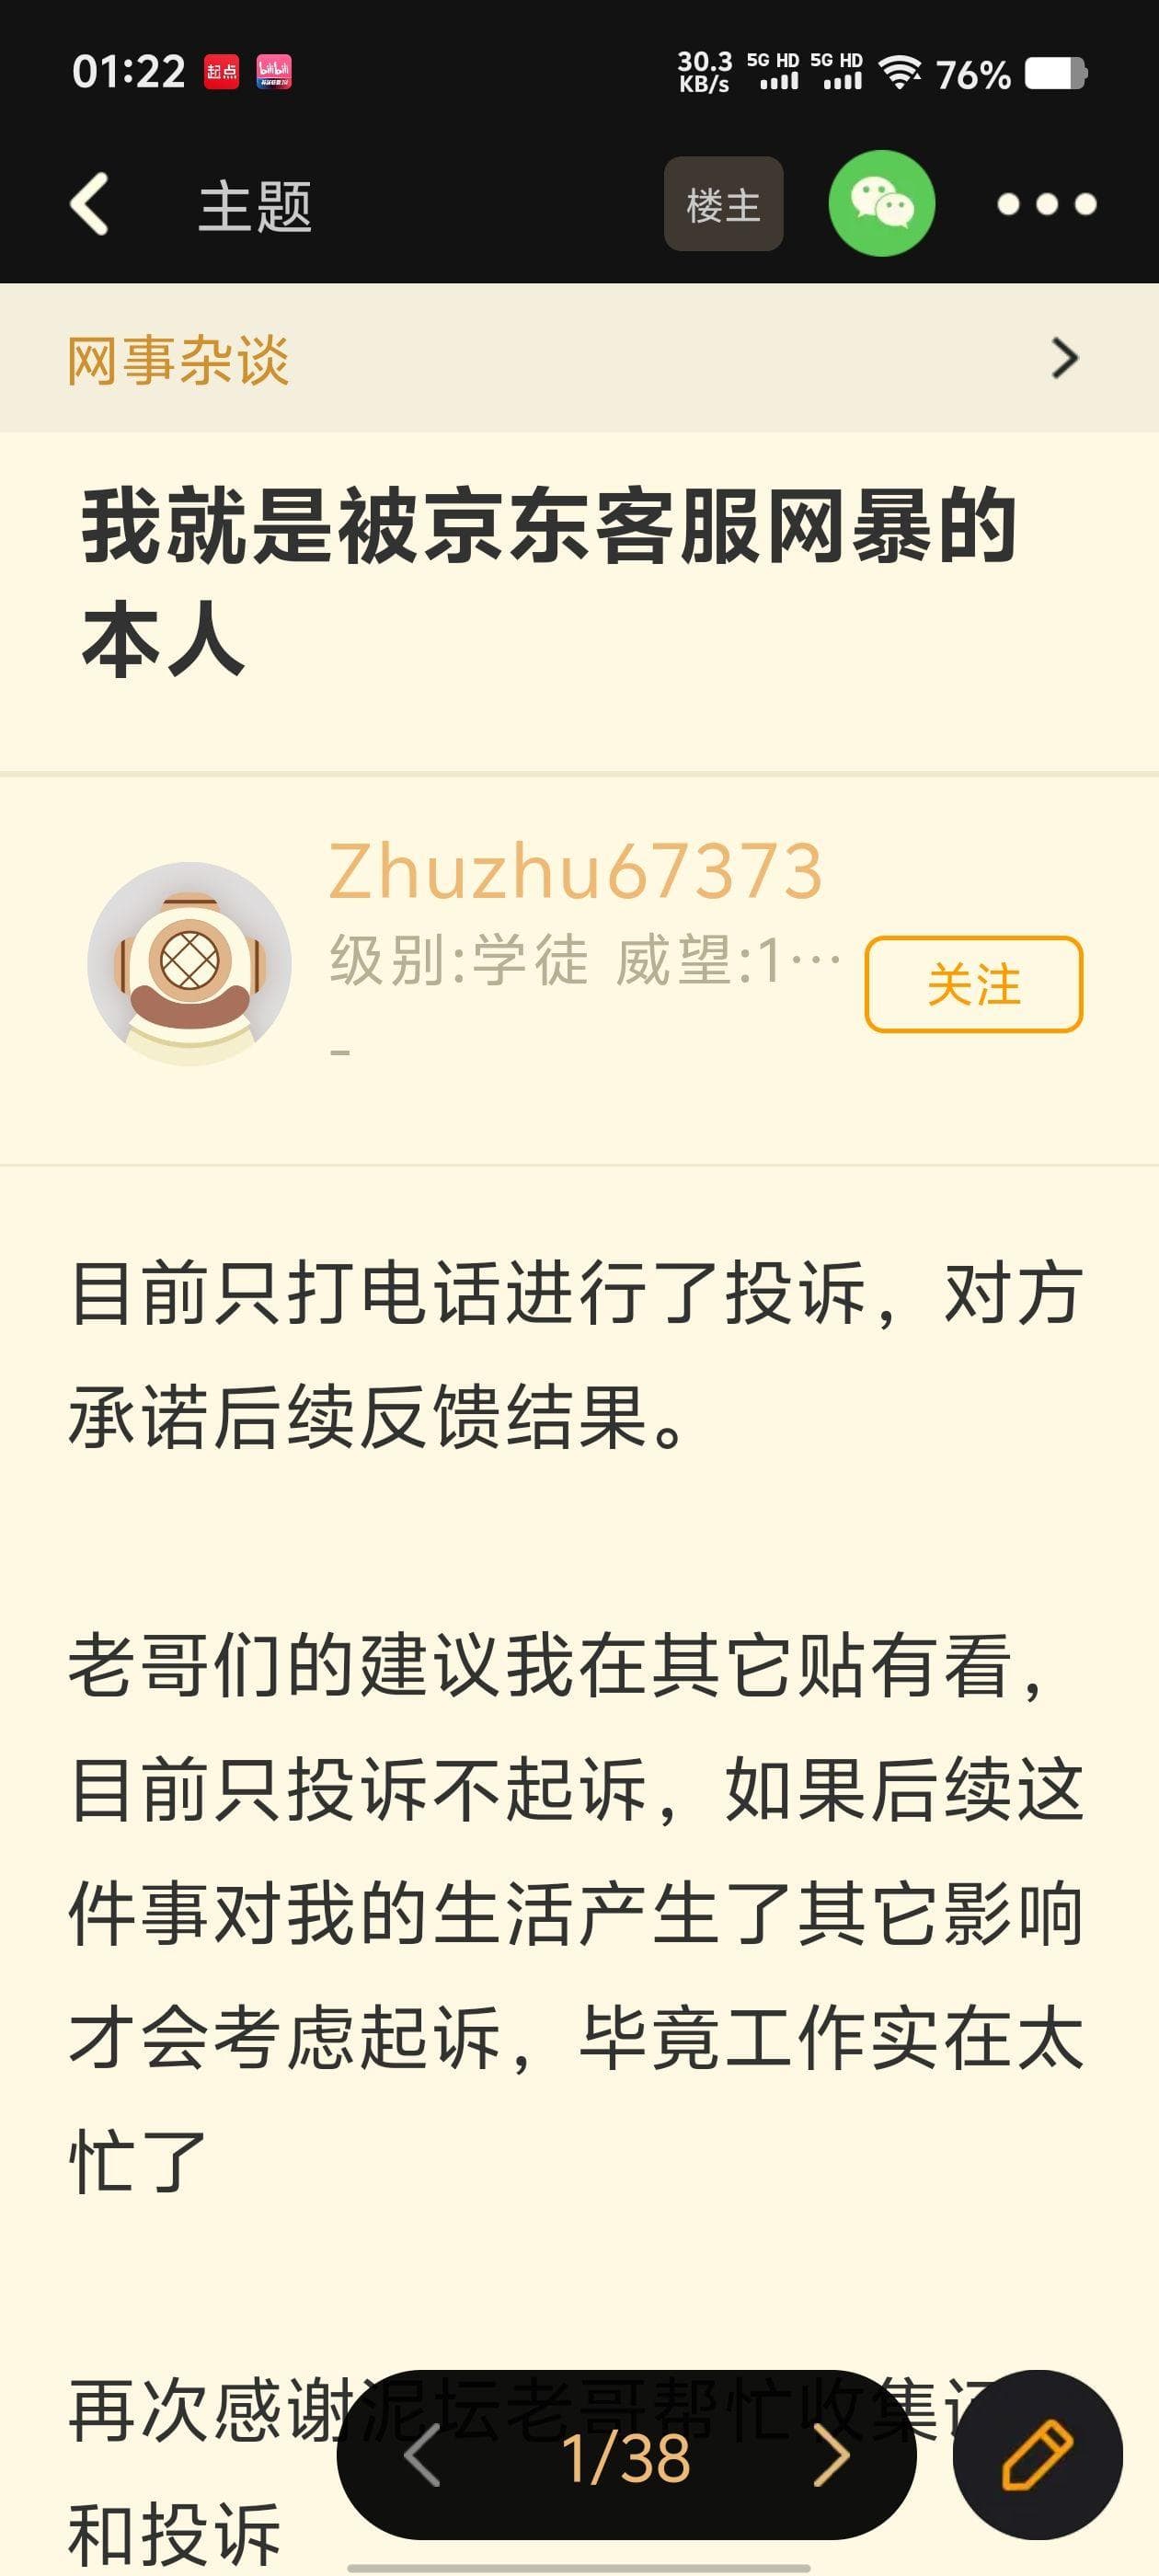 01:22
起点
bilibili
30.3
KB/s
5G HD
5G HD
76%
主题
楼主
网事杂谈
我就是被京东客服网暴的
本人
Zhuzhu67373
级别:学徒 威望:1…
-
关注
目前只打电话进行了投诉，对方
承诺后续反馈结果。
老哥们的建议我在其它贴有看，
目前只投诉不起诉，如果后续这
件事对我的生活产生了其它影响
才会考虑起诉，毕竟工作实在太
忙了
再次感谢泥坛老哥帮忙收集
和投诉
1/38